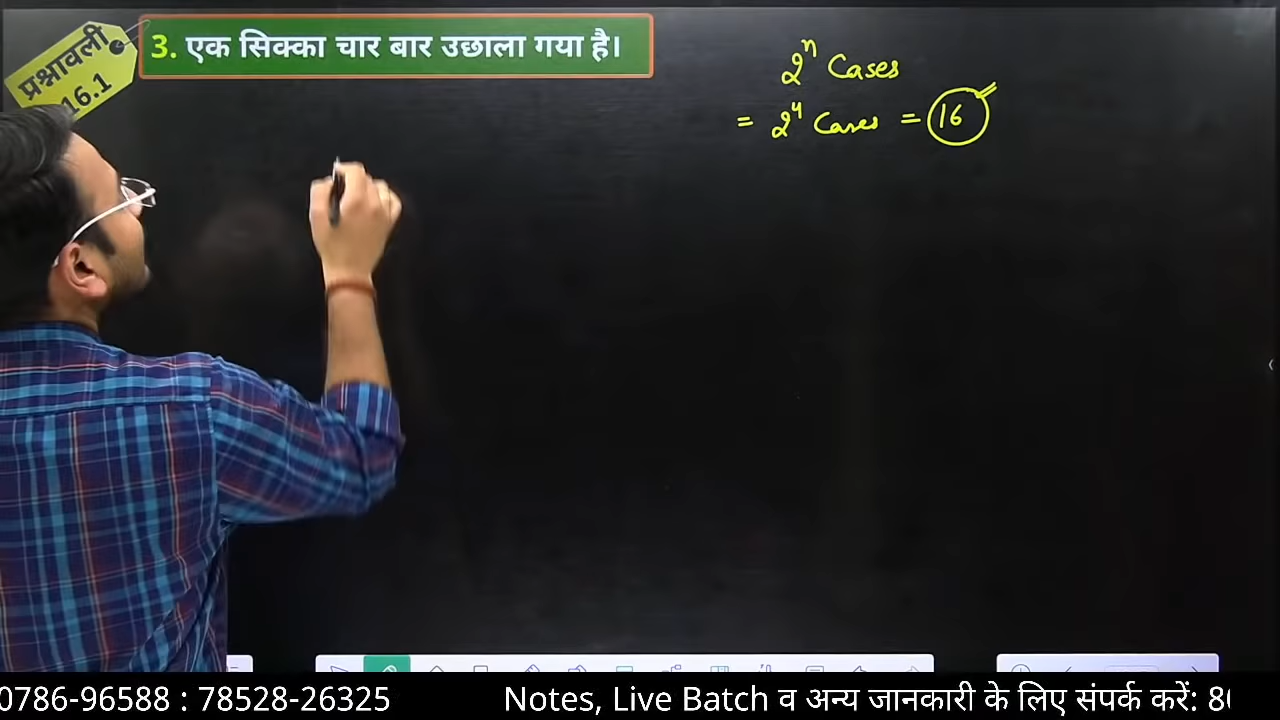 प्रश्नावली
16.1
3. एक सिक्का चार बार उछाला गया है।
2ⁿ Cases
= 2⁴ Cases = 16
0786-96588 : 78528-26325 Notes, Live Batch व अन्य जानकारी के लिए संपर्क करें: 8